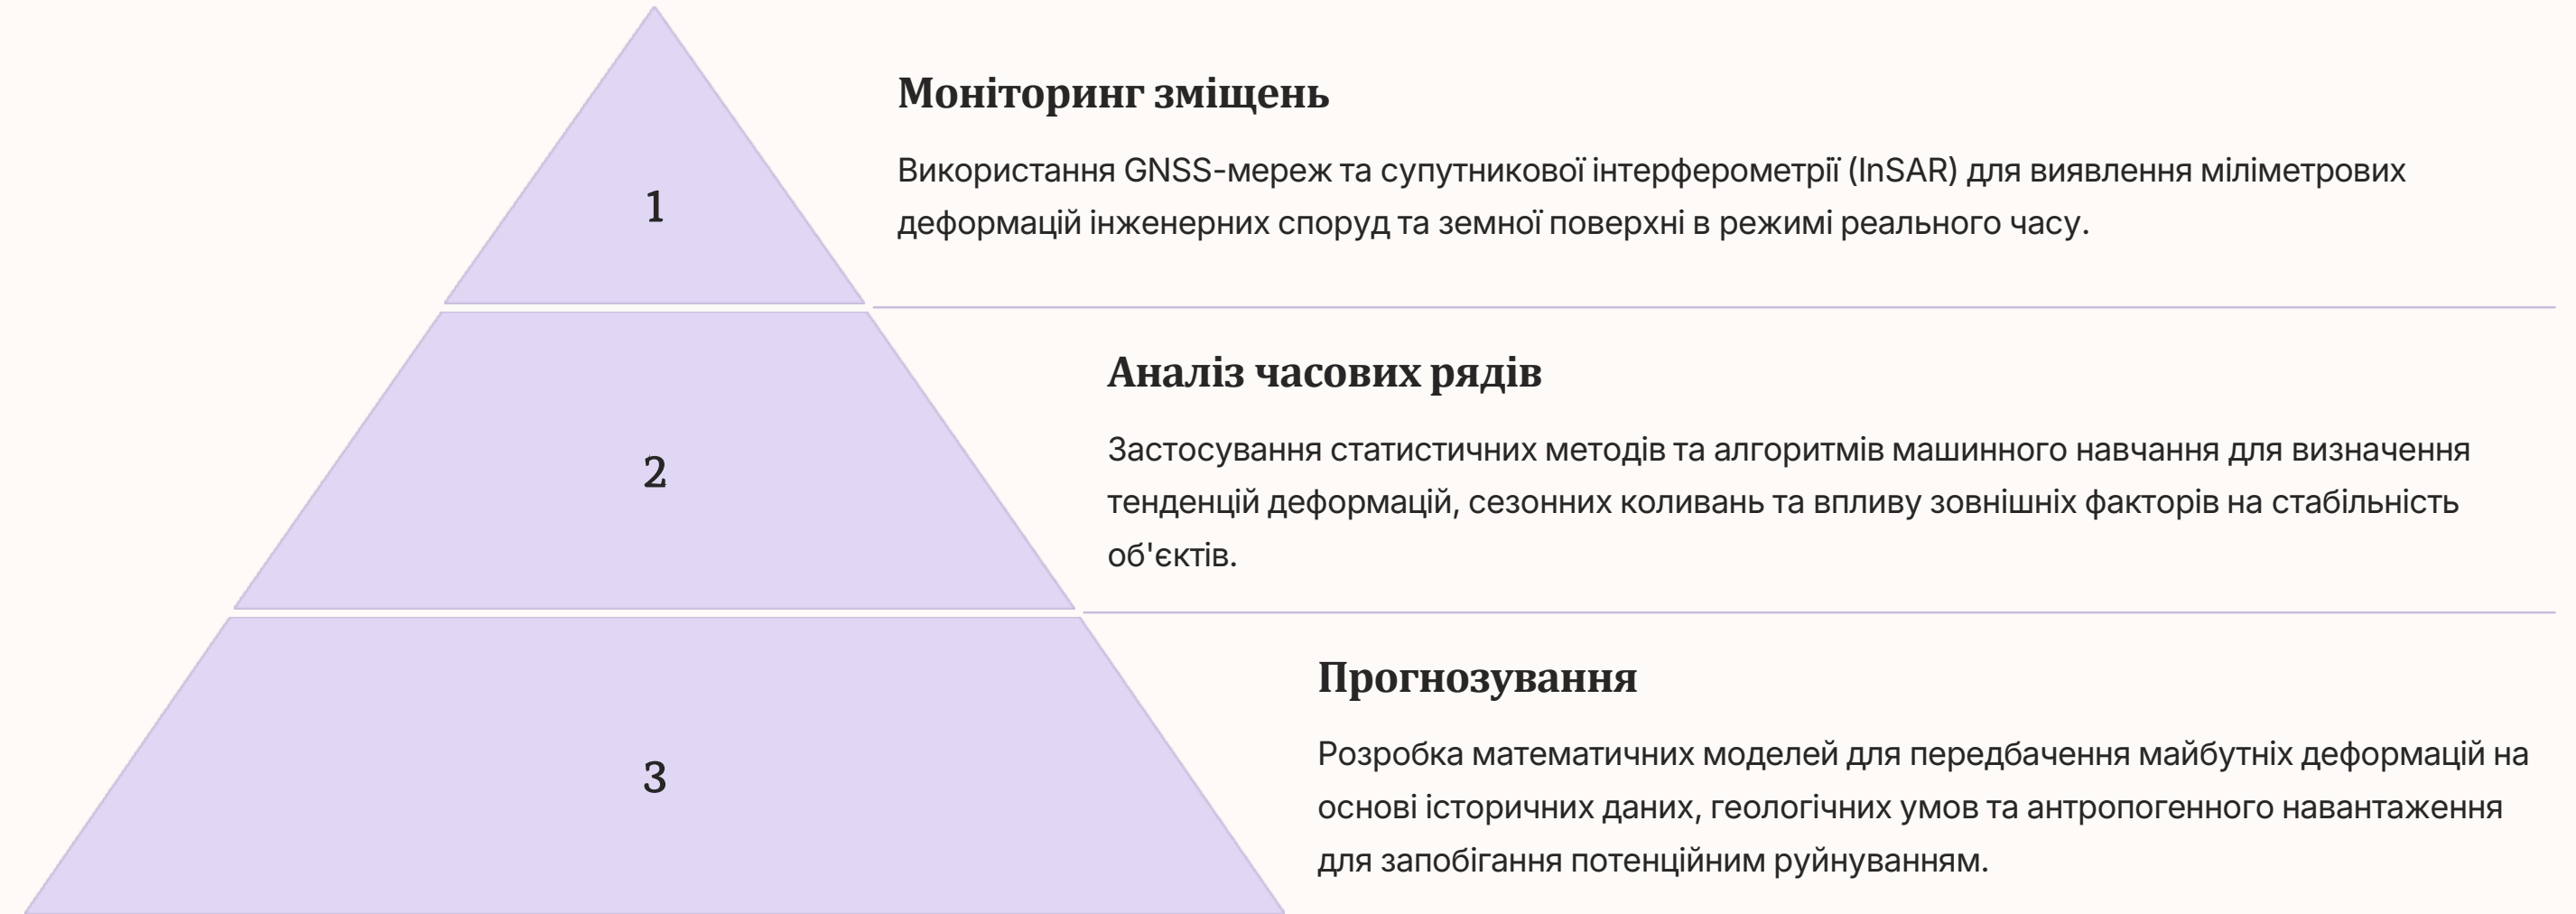 1
Моніторинг зміщень
Використання GNSS-мереж та супутникової інтерферометрії (InSAR) для виявлення міліметрових
деформацій інженерних споруд та земної поверхні в режимі реального часу.
2
Аналіз часових рядів
Застосування статистичних методів та алгоритмів машинного навчання для визначення
тенденцій деформацій, сезонних коливань та впливу зовнішніх факторів на стабільність
об'єктів.
3
Прогнозування
Розробка математичних моделей для передбачення майбутніх деформацій на
основі історичних даних, геологічних умов та антропогенного навантаження
для запобігання потенційним руйнуванням.